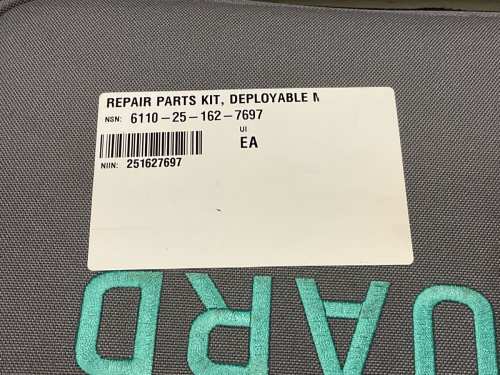 REPAIR PARTS KIT, DEPLOYABLE M
NSN: 6110-25-162-7697
UI
EA
NIIN: 251627697
UARD